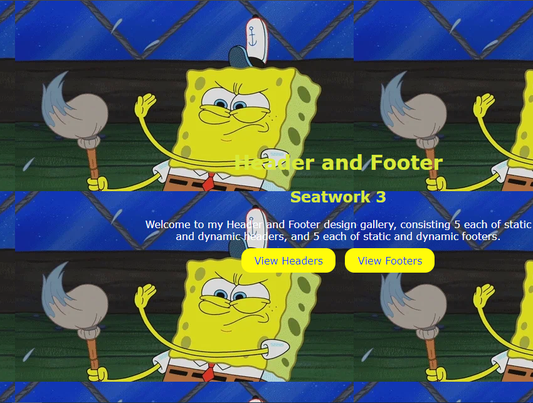 Header and Footer
Seatwork 3
Welcome to my Header and Footer design gallery, consisting 5 each of static
and dynamic headers, and 5 each of static and dynamic footers.
View Headers View Footers